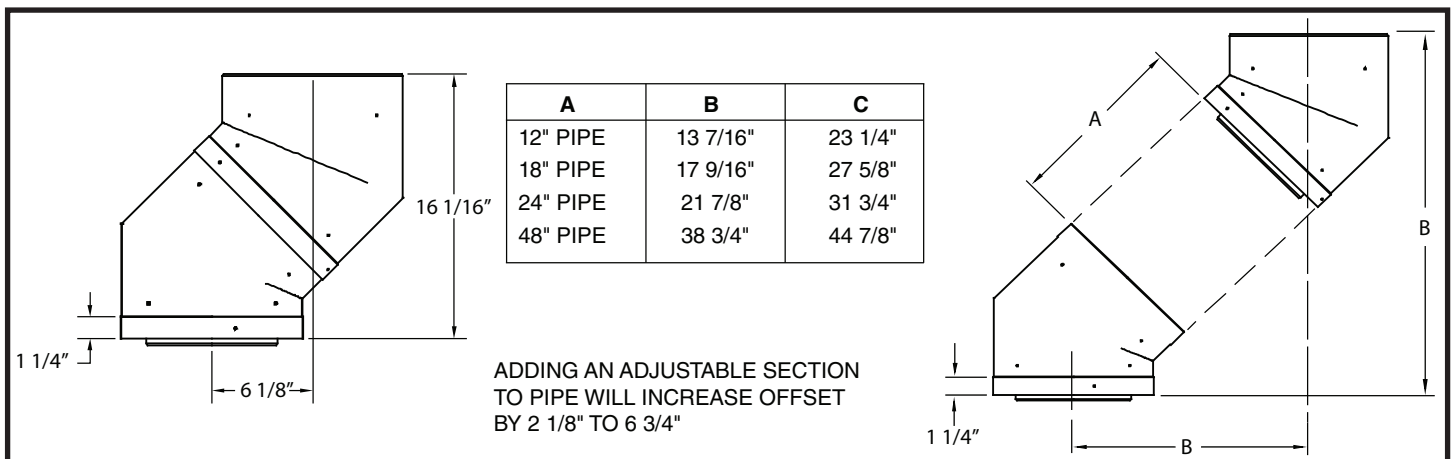 16 1/16”
1 1/4”
6 1/8”
A B C
12" PIPE 13 7/16" 23 1/4"
18" PIPE 17 9/16" 27 5/8"
24" PIPE 21 7/8" 31 3/4"
48" PIPE 38 3/4" 44 7/8"
ADDING AN ADJUSTABLE SECTION
TO PIPE WILL INCREASE OFFSET
BY 2 1/8" TO 6 3/4"
A
B
1 1/4”
B